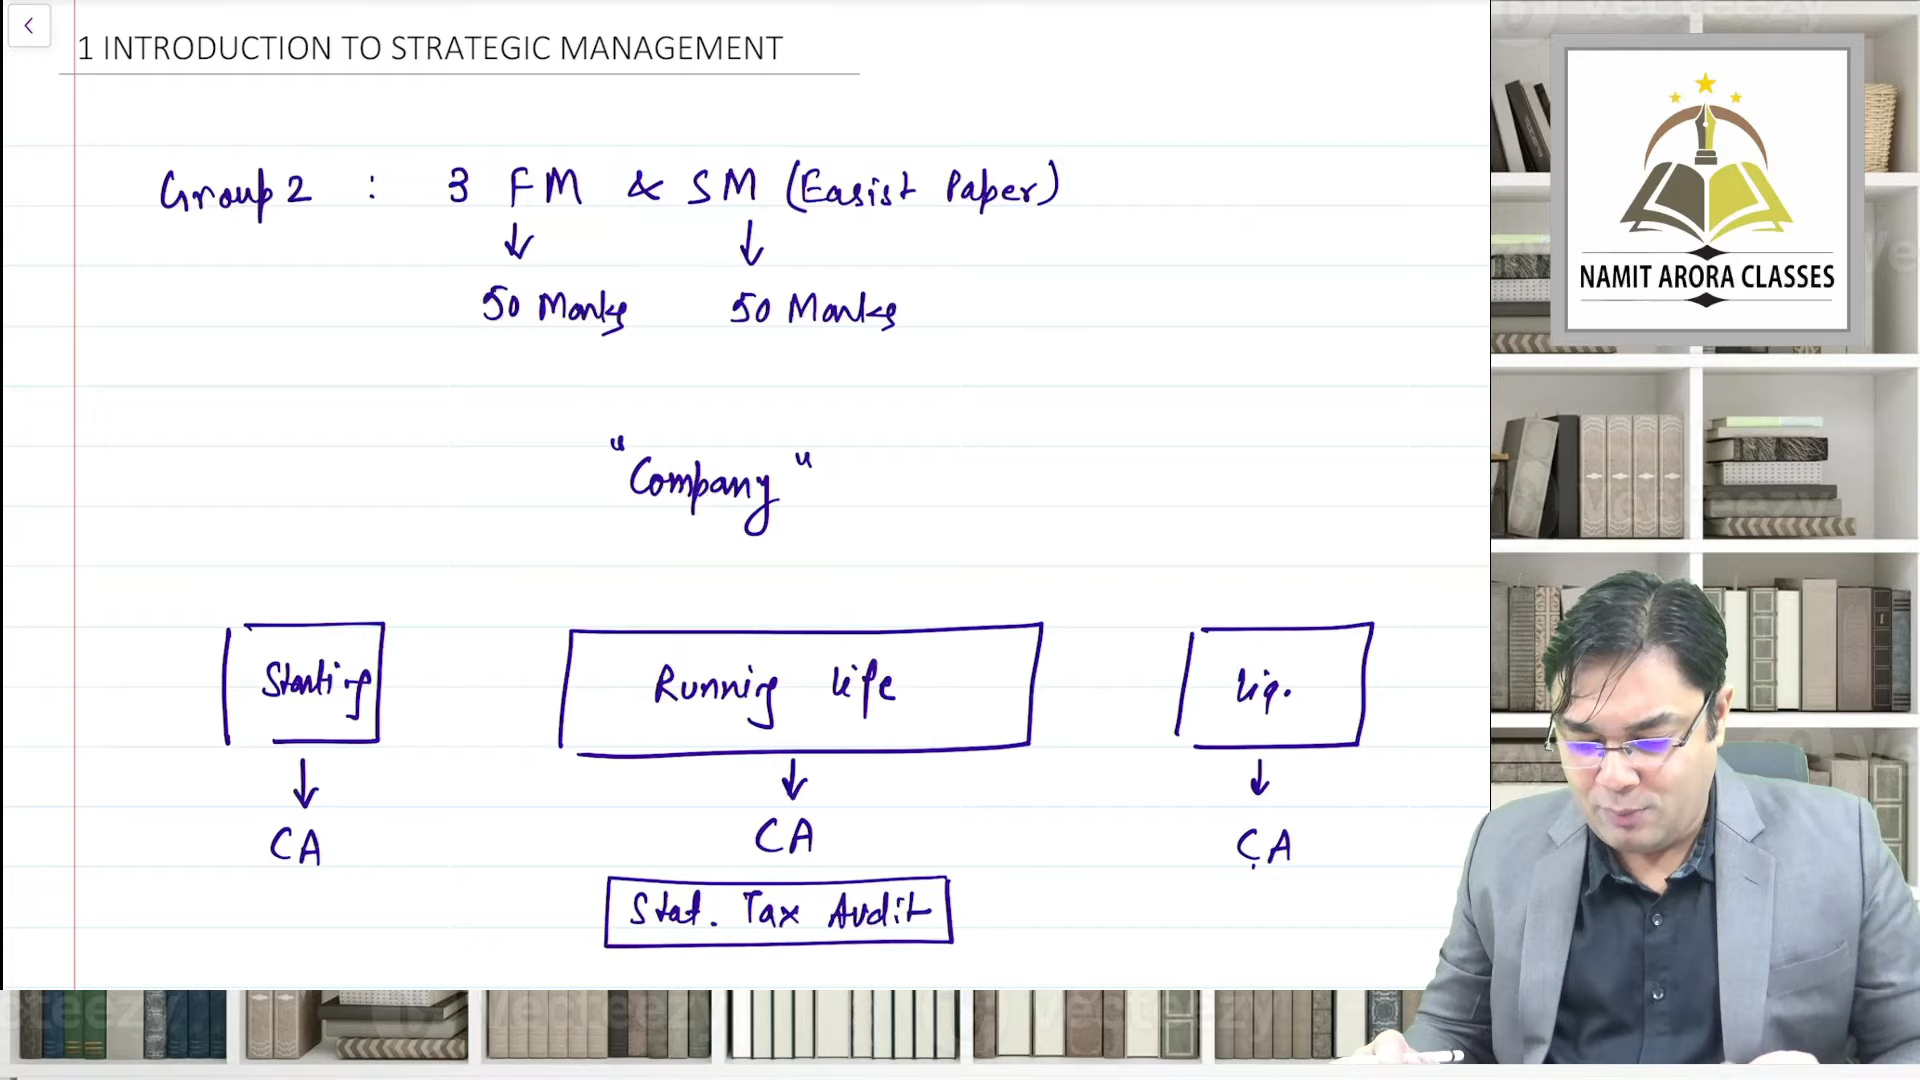 1 INTRODUCTION TO STRATEGIC MANAGEMENT
Group 2 : 3 FM & SM (Easist Paper)
50 Marks 50 Marks
"Company"
Starting Running life Liq.
CA CA CA
Stat. Tax Audit
NAMIT ARORA CLASSES